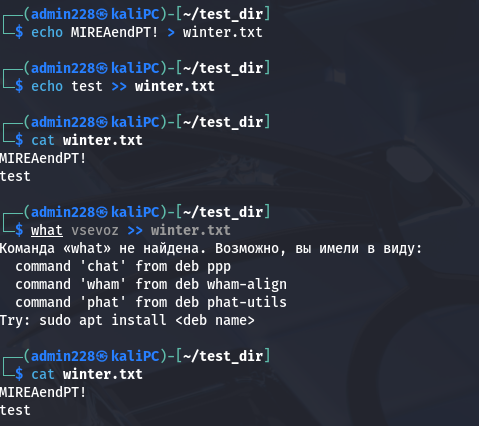 ┌──(admin228㉿kaliPC)-[~/test_dir]
└─$ echo MIREAendPT! > winter.txt
┌──(admin228㉿kaliPC)-[~/test_dir]
└─$ echo test >> winter.txt
┌──(admin228㉿kaliPC)-[~/test_dir]
└─$ cat winter.txt
MIREAendPT!
test
┌──(admin228㉿kaliPC)-[~/test_dir]
└─$ what vsevoz >> winter.txt
Команда «what» не найдена. Возможно, вы имели в виду:
  command 'chat' from deb ppp
  command 'wham' from deb wham-align
  command 'phat' from deb phat-utils
Try: sudo apt install <deb name>
┌──(admin228㉿kaliPC)-[~/test_dir]
└─$ cat winter.txt
MIREAendPT!
test